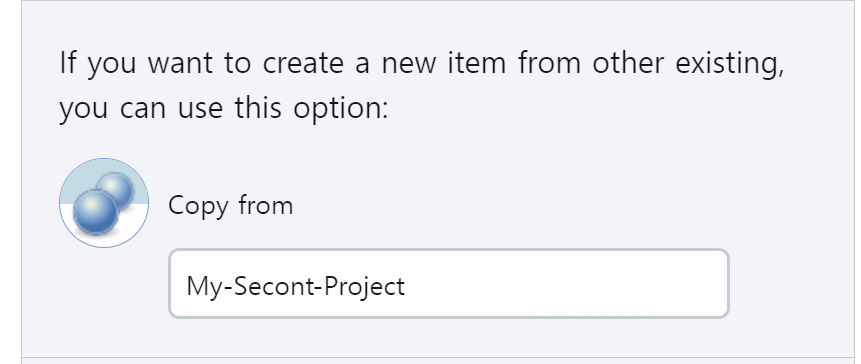 If you want to create a new item from other existing,
you can use this option:
Copy from
My-Secont-Project